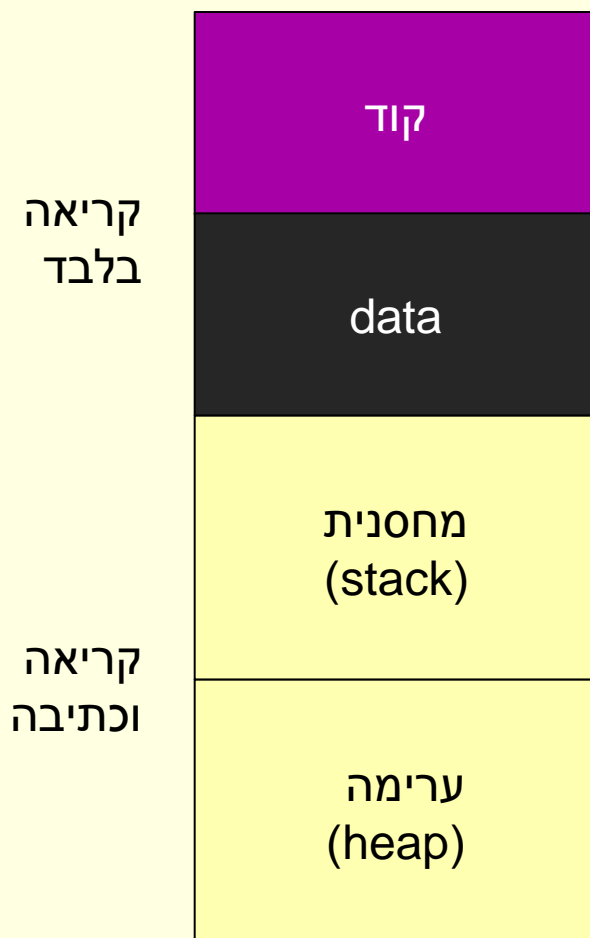 קוד
קריאה
בלבד
data
מחסנית
(stack)
קריאה
וכתיבה
ערימה
(heap)